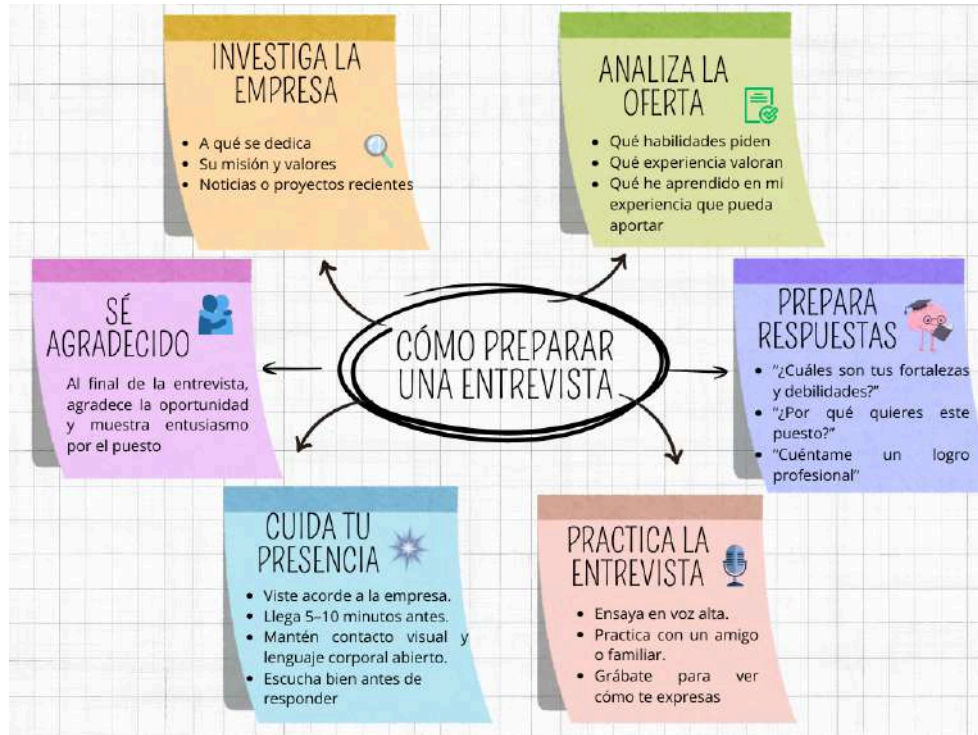 INVESTIGA LA
EMPRESA
• A qué se dedica
• Su misión y valores
• Noticias o proyectos recientes
ANALIZA LA
OFERTA
• Qué habilidades piden
• Qué experiencia valoran
• Qué he aprendido en mi
experiencia que pueda
aportar
SÉ
AGRADECIDO
Al final de la entrevista,
agradece la oportunidad
y muestra entusiasmo
por el puesto
CÓMO PREPARAR
UNA ENTREVISTA
PREPARA
RESPUESTAS
• "¿Cuáles son tus fortalezas
y debilidades?"
• "¿Por qué quieres este
puesto?"
• "Cuéntame un logro
profesional"
CUIDA TU
PRESENCIA
• Viste acorde a la empresa.
• Llega 5–10 minutos antes.
• Mantén contacto visual y
lenguaje corporal abierto.
• Escucha bien antes de
responder
PRACTICA LA
ENTREVISTA
• Ensaya en voz alta.
• Practica con un amigo
o familiar.
• Grábate para ver
cómo te expresas